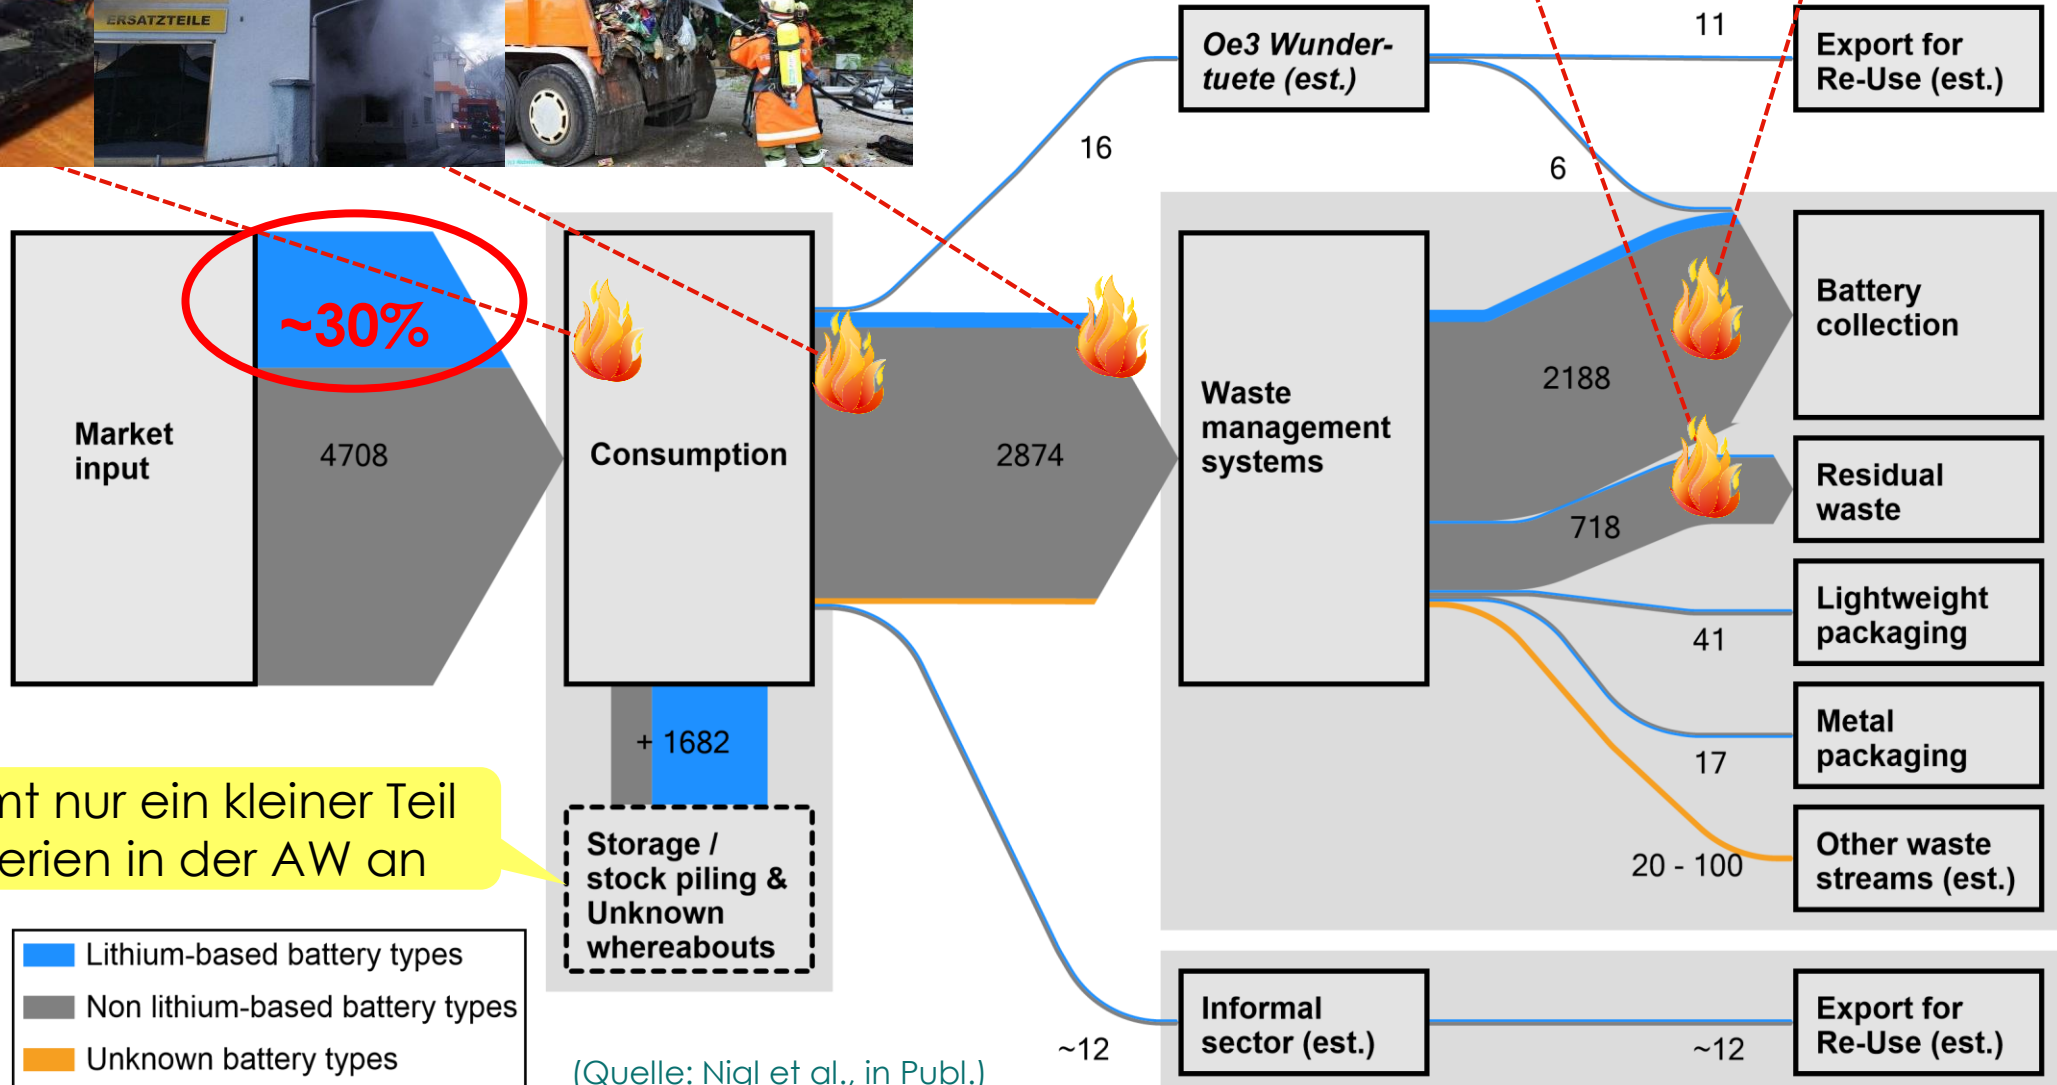 ERSATZTEILE
Oe3 Wunder-
tuete (est.)
11
Export for
Re-Use (est.)
16
6
Market
input
~30%
4708
Consumption
2874
Waste
management
systems
2188
Battery
collection
718
Residual
waste
41
Lightweight
packaging
17
Metal
packaging
20 - 100
Other waste
streams (est.)
+ 1682
Storage /
stock piling &
Unknown
whereabouts
nur ein kleiner Teil
in der AW an
Lithium-based battery types
Non lithium-based battery types
Unknown battery types
(Quelle: Nigl et al., in Publ.)
~12
Informal
sector (est.)
~12
Export for
Re-Use (est.)